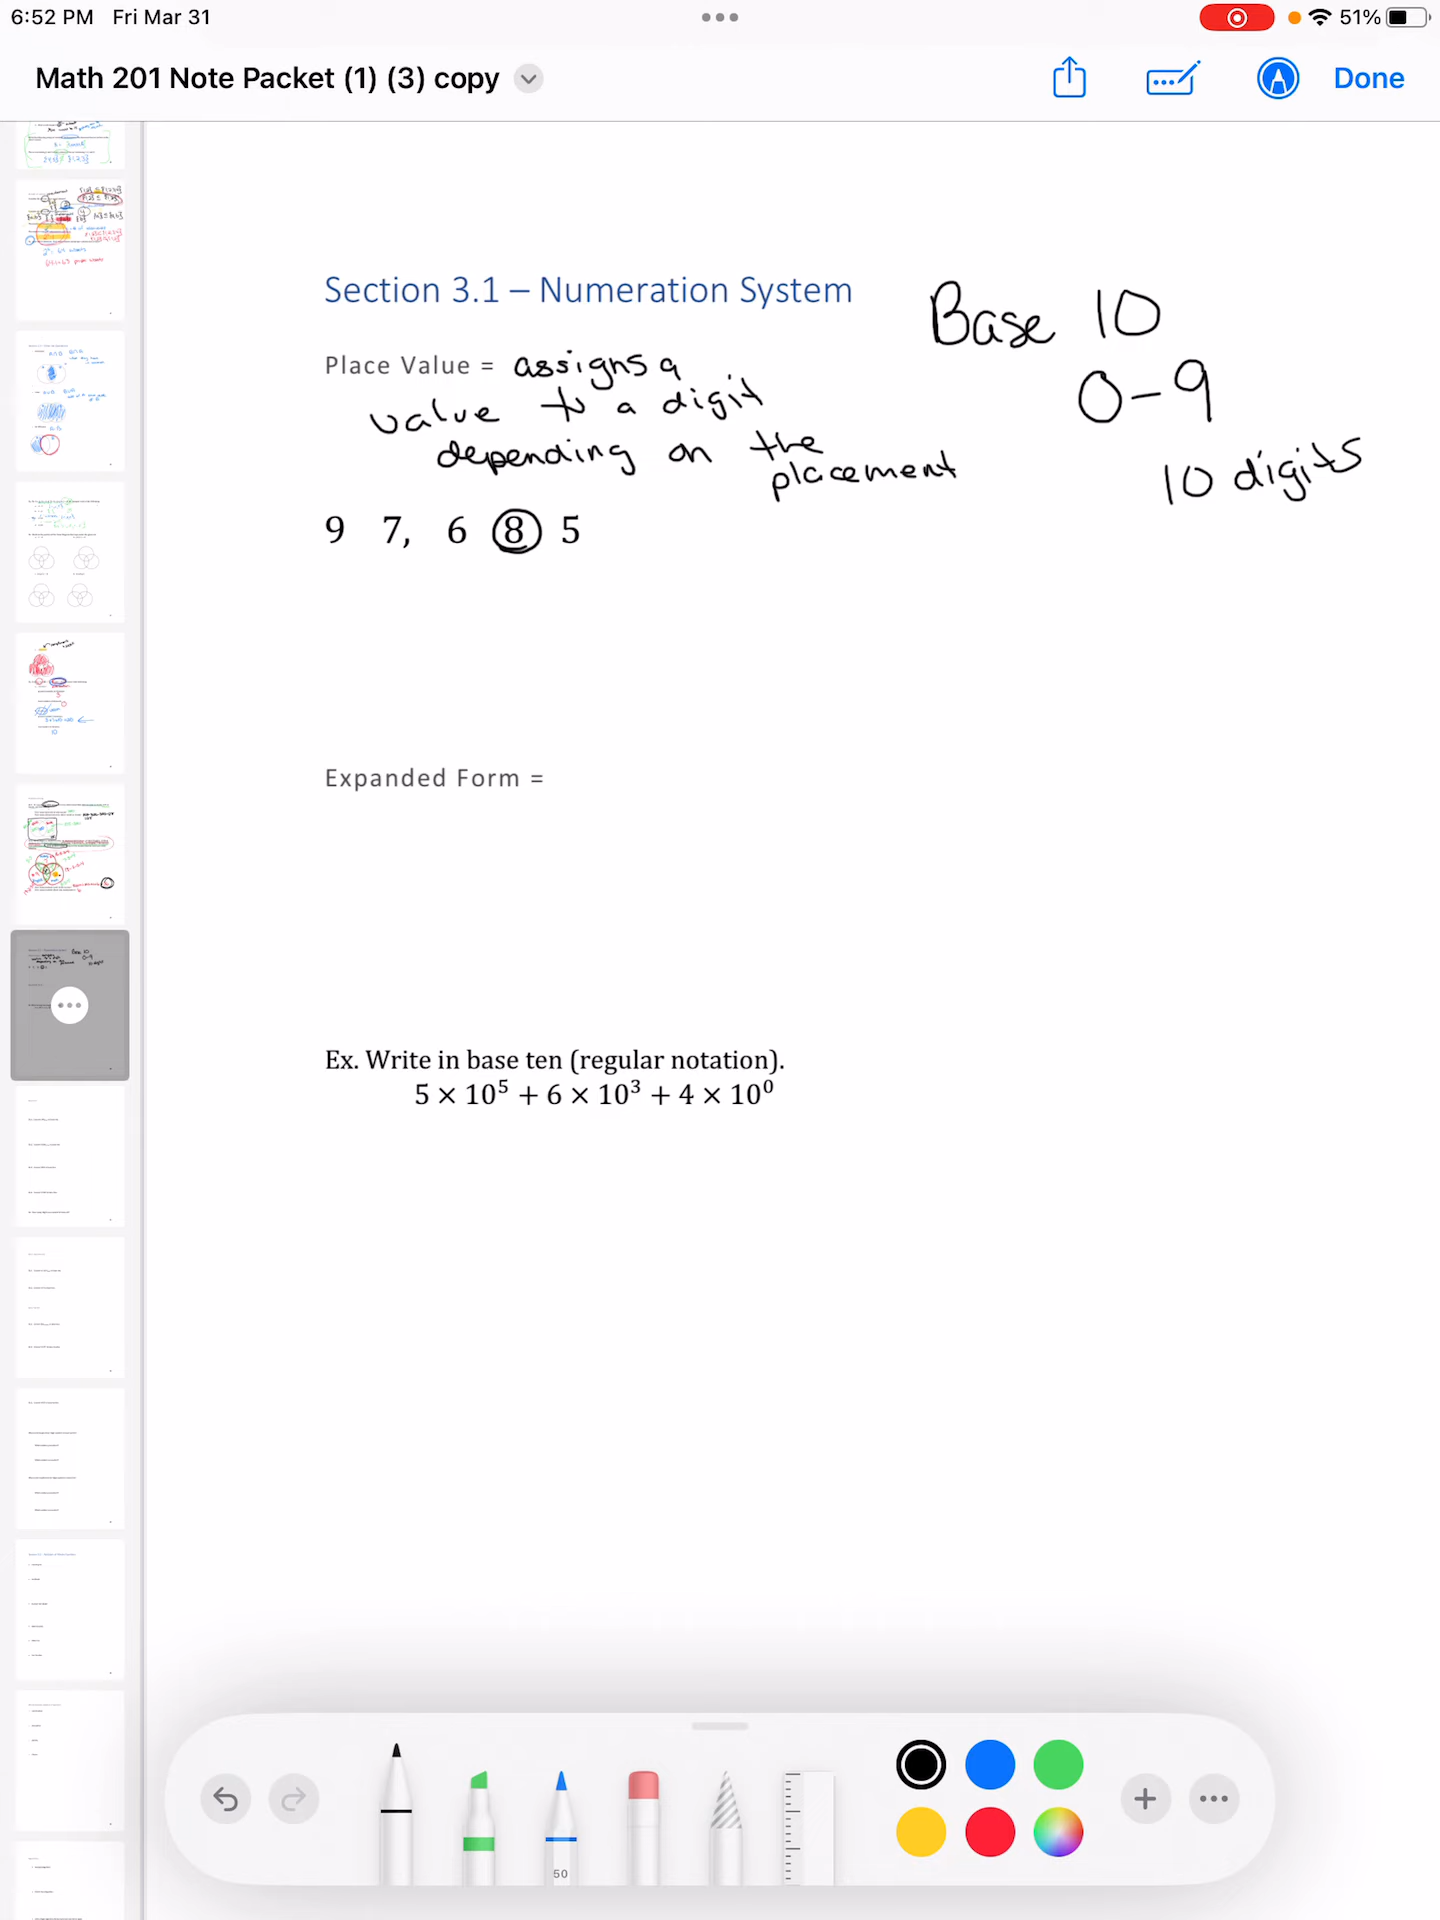 6:52 PM Fri Mar 31
51%
Math 201 Note Packet (1) (3) copy
Done
Section 3.1 – Numeration System
Base 10
0-9
10 digits
Place Value = assigns a
value to a digit
depending on the
placement
9 7, 6 8 5
Expanded Form =
Ex. Write in base ten (regular notation).
5 × 10⁵ + 6 × 10³ + 4 × 10⁰
50